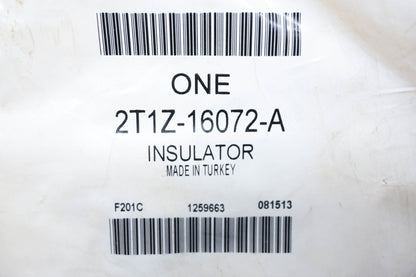 ONE
2T1Z-16072-A
INSULATOR
MADE IN TURKEY
F201C 1259663 081513